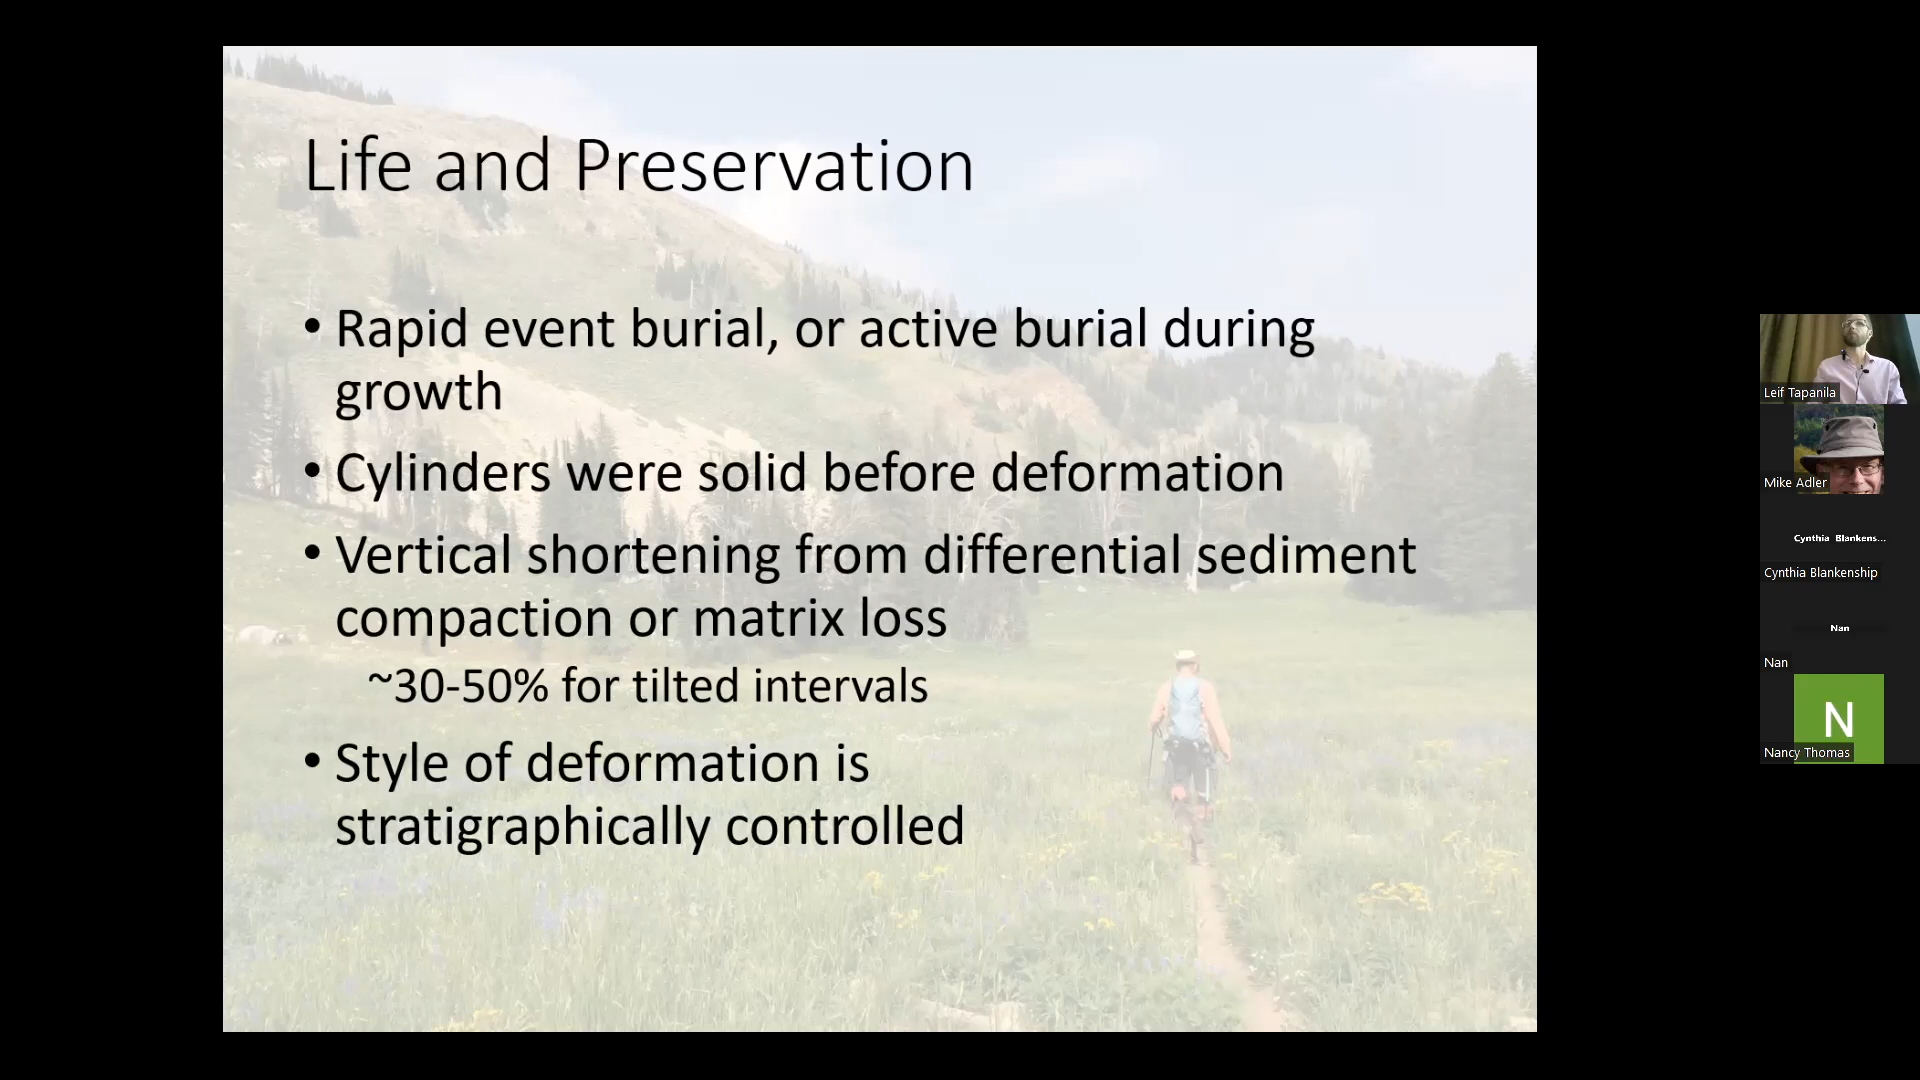 Life and Preservation
• Rapid event burial, or active burial during
growth
• Cylinders were solid before deformation
• Vertical shortening from differential sediment
compaction or matrix loss
~30-50% for tilted intervals
• Style of deformation is
stratigraphically controlled
Leif Tapanila
Mike Adler
Cynthia Blankens...
Cynthia Blankenship
Nan
Nan
N
Nancy Thomas